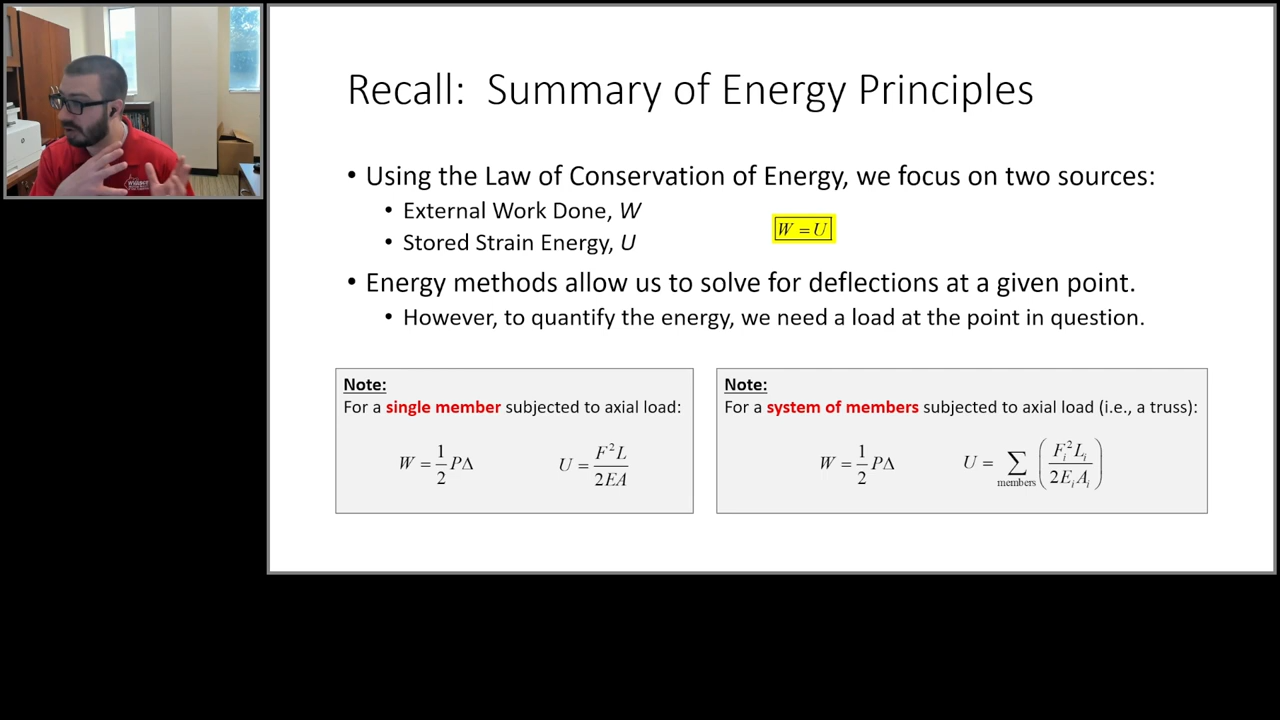 Recall: Summary of Energy Principles
• Using the Law of Conservation of Energy, we focus on two sources:
• External Work Done, W
W = U
• Stored Strain Energy, U
• Energy methods allow us to solve for deflections at a given point.
• However, to quantify the energy, we need a load at the point in question.
Note:
For a single member subjected to axial load:
W = 1/2 PΔ
U = F²L / 2EA
Note:
For a system of members subjected to axial load (i.e., a truss):
W = 1/2 PΔ
U = ∑ members (Fᵢ²Lᵢ / 2EᵢAᵢ)